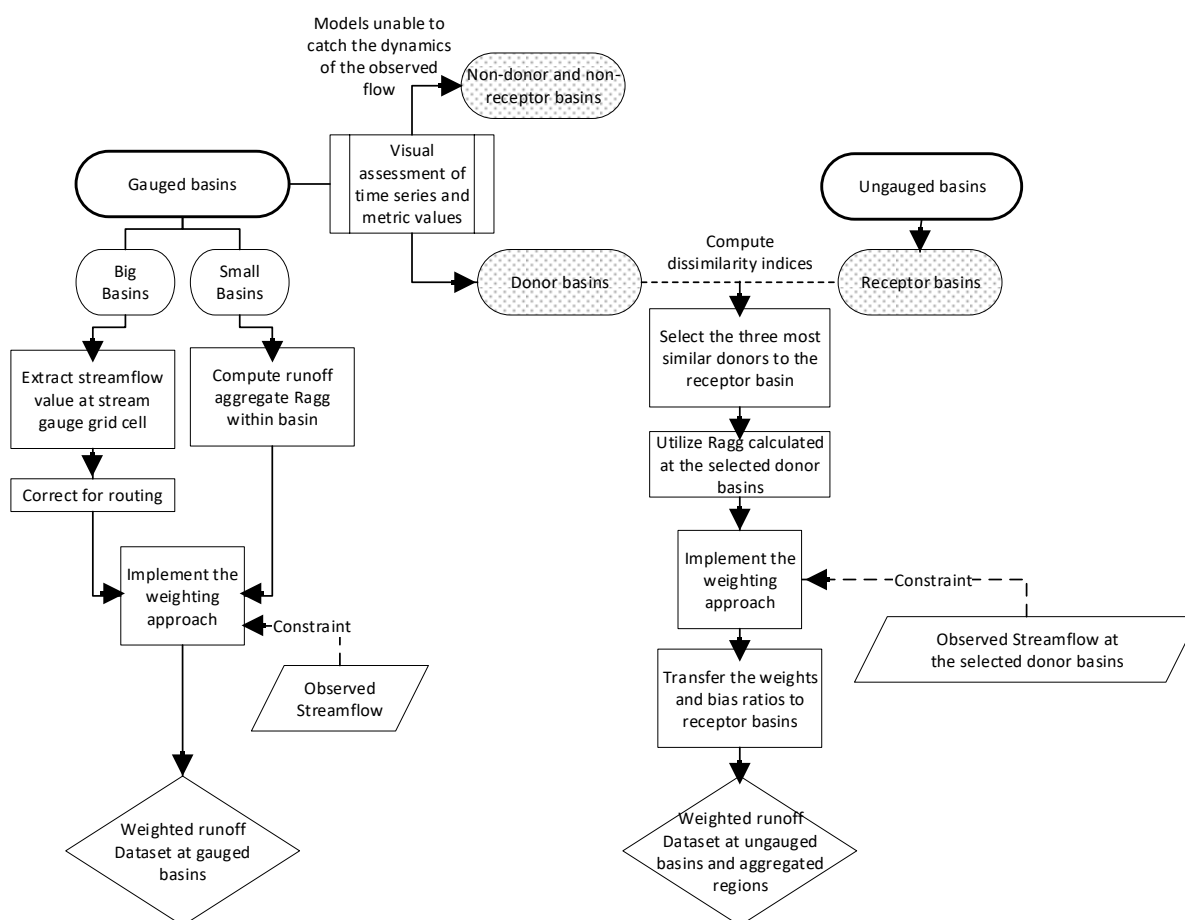 Models unable to
catch the dynamics
of the observed
flow
Non-donor and non-
receptor basins
Visual
assessment of
time series and
metric values
Gauged basins
Ungauged basins
Big
Basins
Small
Basins
Compute
dissimilarity indices
Donor basins
Receptor basins
Extract streamflow
value at stream
gauge grid cell
Compute runoff
aggregate Ragg
within basin
Select the three most
similar donors to the
receptor basin
Utilize Ragg calculated
at the selected donor
basins
Correct for routing
Implement the
weighting
approach
Constraint
Observed
Streamflow
Implement the
weighting
approach
Constraint
Observed Streamflow at
the selected donor basins
Transfer the weights
and bias ratios to
receptor basins
Weighted runoff
Dataset at gauged
basins
Weighted runoff
Dataset at ungauged
basins and aggregated
regions